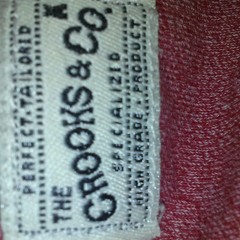 PERFECT-TAILORED
THE
CROOKS & Co.
SPECIALIZED
HIGH GRADE · PRODUCT